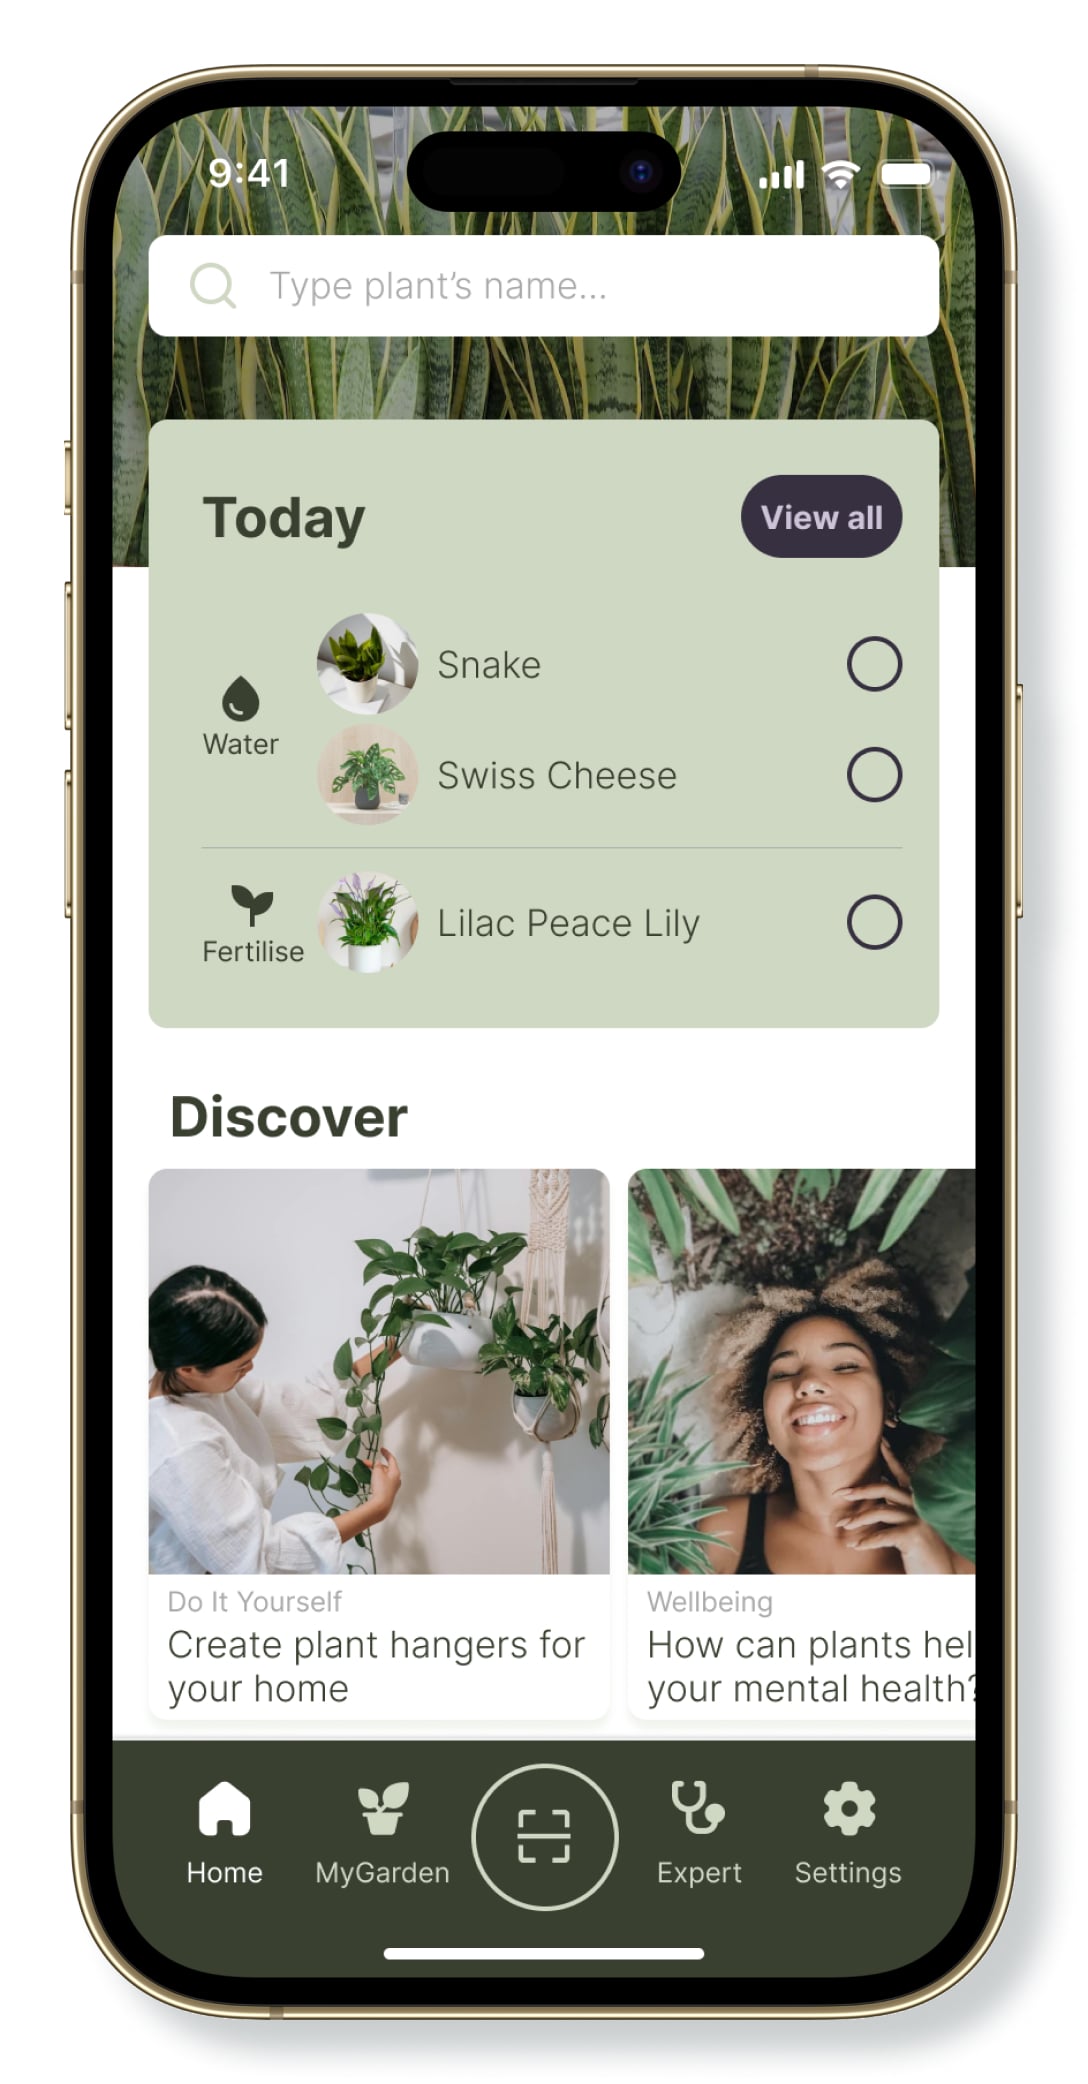 9:41
Type plant's name...
Today
View all
Water
Snake
Swiss Cheese
Fertilise
Lilac Peace Lily
Discover
Do It Yourself
Create plant hangers for
your home
Wellbeing
How can plants hel
your mental health?
Home
MyGarden
Expert
Settings